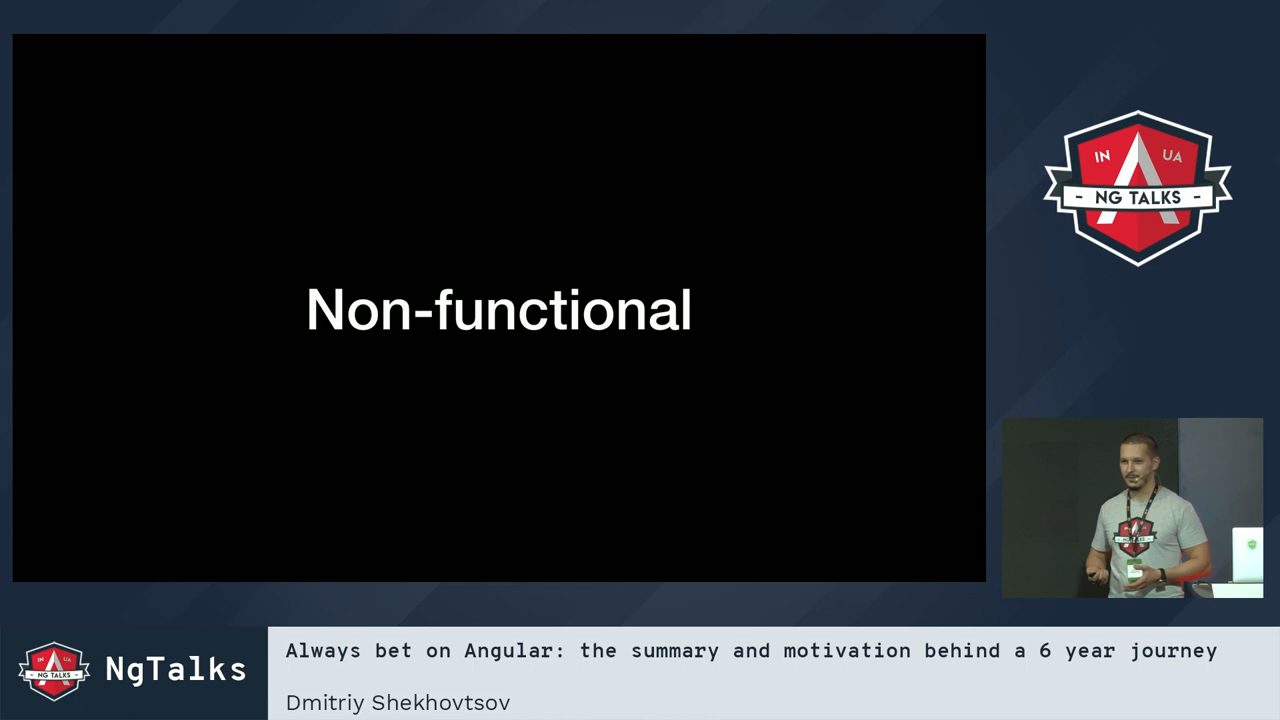 Non-functional
IN UA
- NG TALKS -
IN UA
- NG TALKS -
NgTalks
Always bet on Angular: the summary and motivation behind a 6 year journey
Dmitriy Shekhovtsov